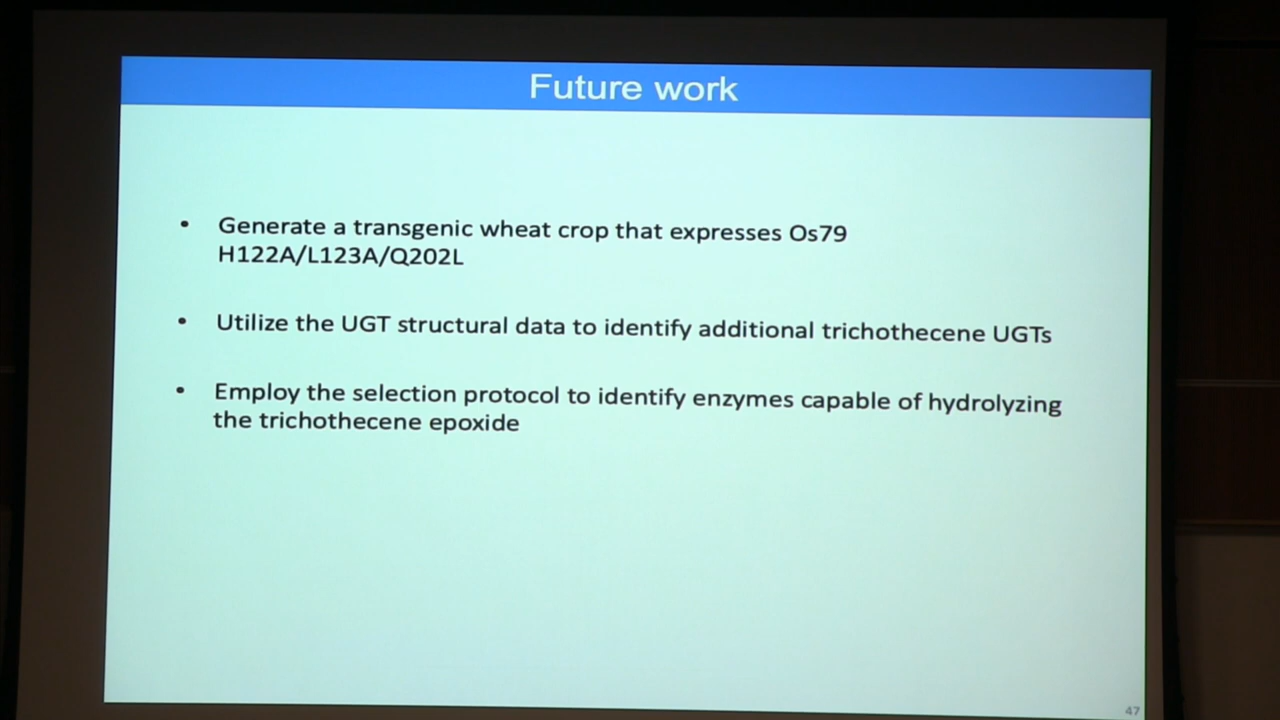 Future work
• Generate a transgenic wheat crop that expresses Os79
H122A/L123A/Q202L
• Utilize the UGT structural data to identify additional trichothecene UGTs
• Employ the selection protocol to identify enzymes capable of hydrolyzing
the trichothecene epoxide
47